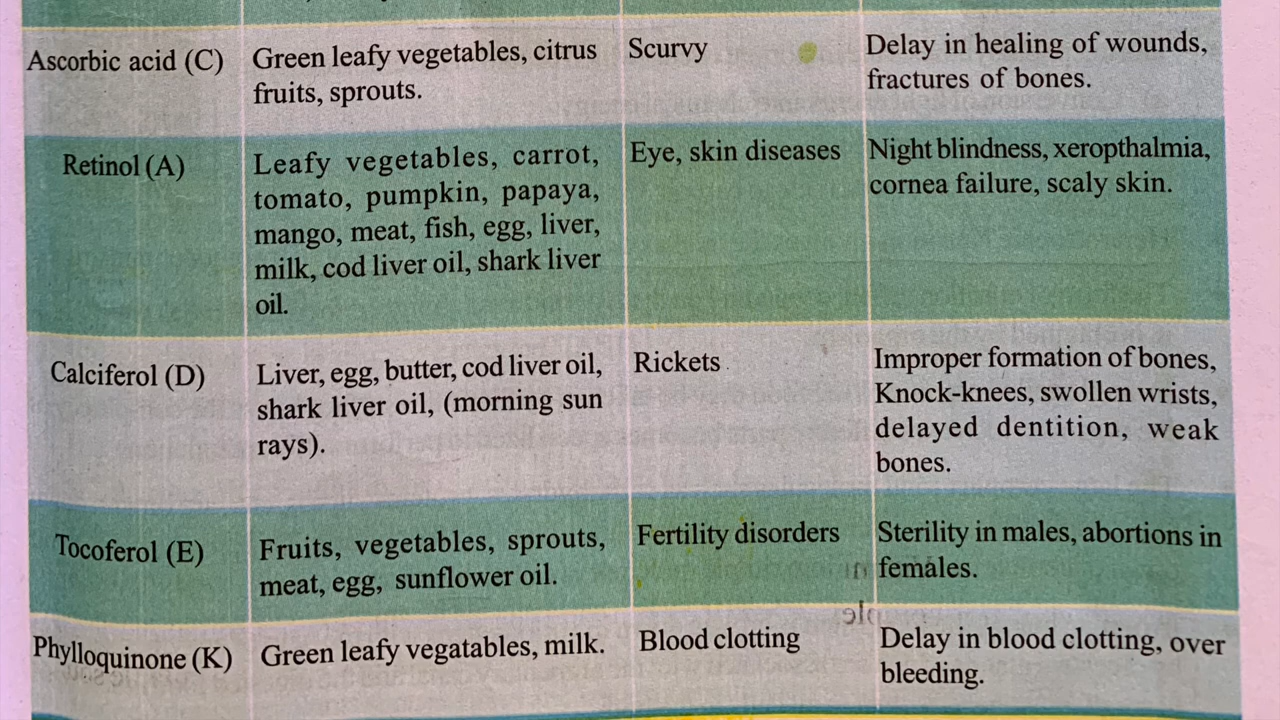 Ascorbic acid (C)
Green leafy vegetables, citrus
fruits, sprouts.
Scurvy
Delay in healing of wounds,
fractures of bones.
Retinol (A)
Leafy vegetables, carrot,
tomato, pumpkin, papaya,
mango, meat, fish, egg, liver,
milk, cod liver oil, shark liver
oil.
Eye, skin diseases
Night blindness, xeropthalmia,
cornea failure, scaly skin.
Calciferol (D)
Liver, egg, butter, cod liver oil,
shark liver oil, (morning sun
rays).
Rickets
Improper formation of bones,
Knock-knees, swollen wrists,
delayed dentition, weak
bones.
Tocoferol (E)
Fruits, vegetables, sprouts,
meat, egg, sunflower oil.
Fertility disorders
Sterility in males, abortions in
females.
Phylloquinone (K)
Green leafy vegatables, milk.
Blood clotting
Delay in blood clotting, over
bleeding.